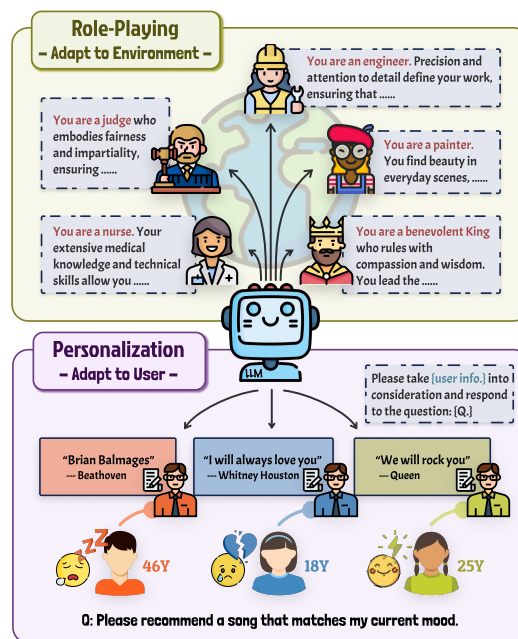 Role-Playing
– Adapt to Environment –
You are an engineer. Precision and
attention to detail define your work,
ensuring that ......
You are a judge who
embodies fairness
and impartiality,
ensuring ......
You are a painter.
You find beauty in
everyday scenes, ......
You are a nurse. Your
extensive medical
knowledge and technical
skills allow you ......
You are a benevolent King
who rules with
compassion and wisdom.
You lead the ......
LLM
Personalization
– Adapt to User –
Please take {user info.} into
consideration and respond
to the question: {Q.}
“Brian Balmages”
--- Beathoven
“I will always love you”
--- Whitney Houston
“We will rock you”
--- Queen
zzz
46Y
18Y
25Y
Q: Please recommend a song that matches my current mood.